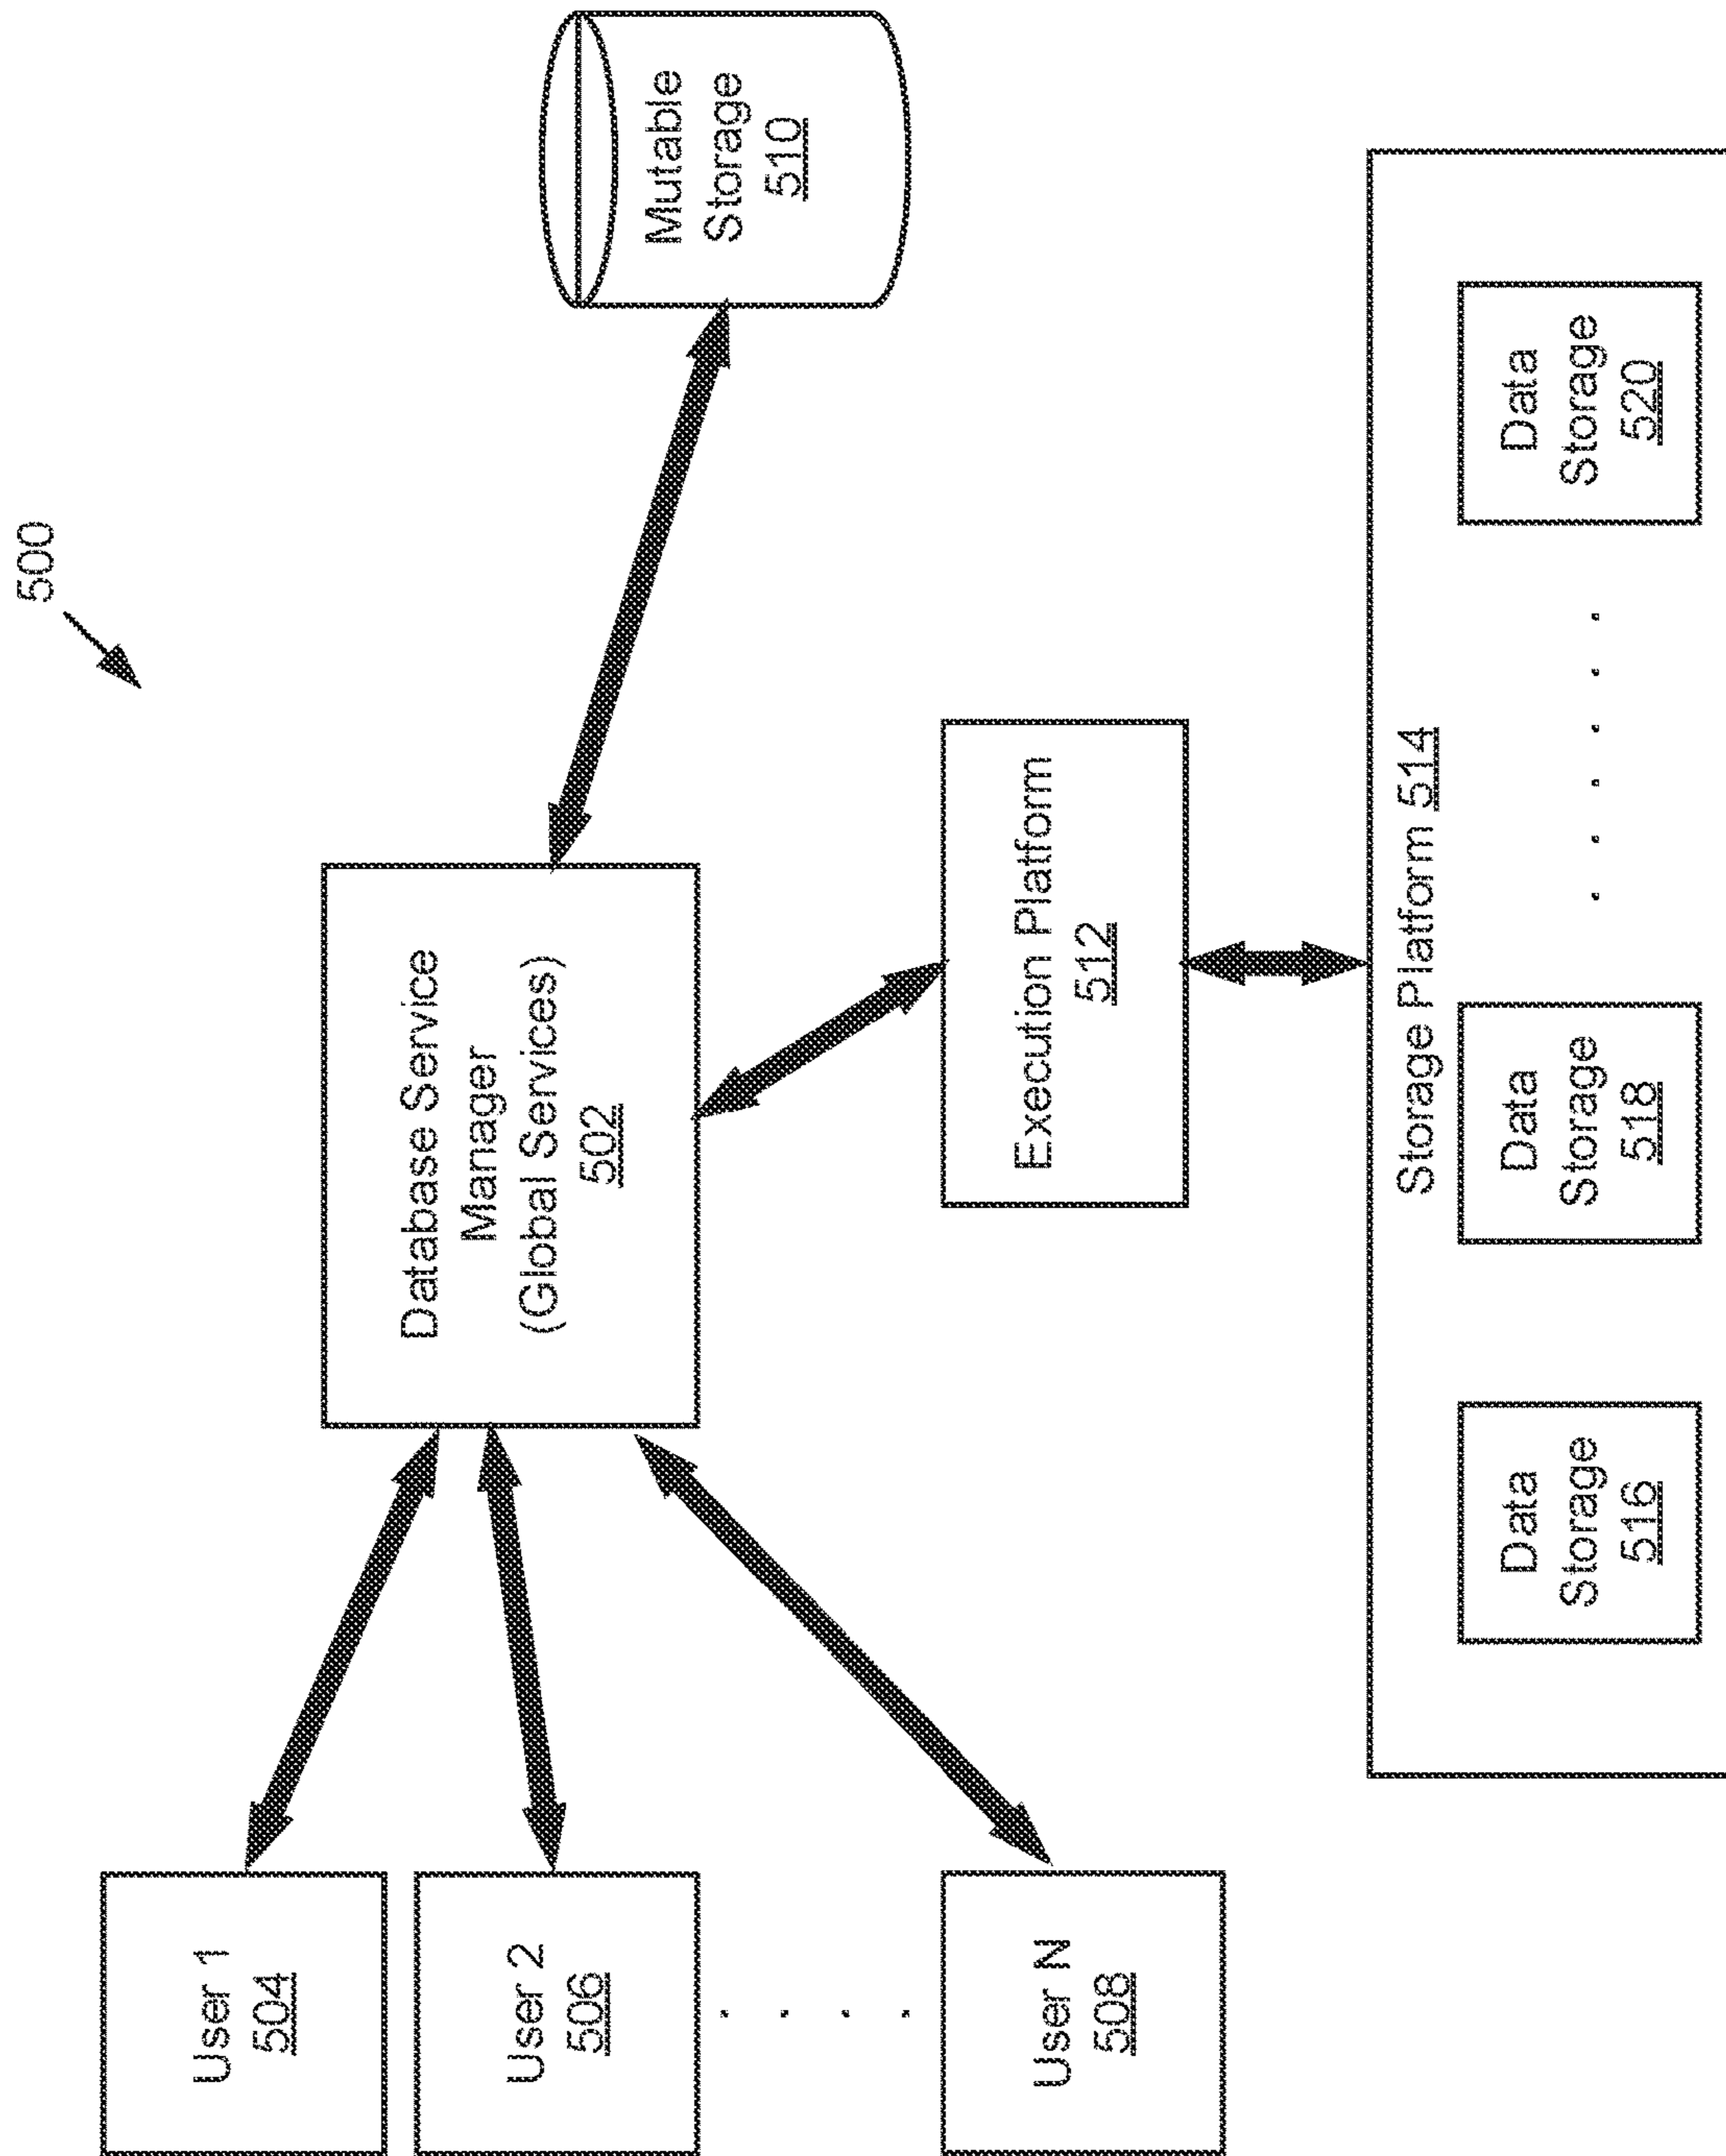 500
User 1
504
User 2
506
User N
508
Database Service
Manager
(Global Services)
502
Mutable
Storage
510
Execution Platform
512
Storage Platform 514
Data
Storage
516
Data
Storage
518
Data
Storage
520